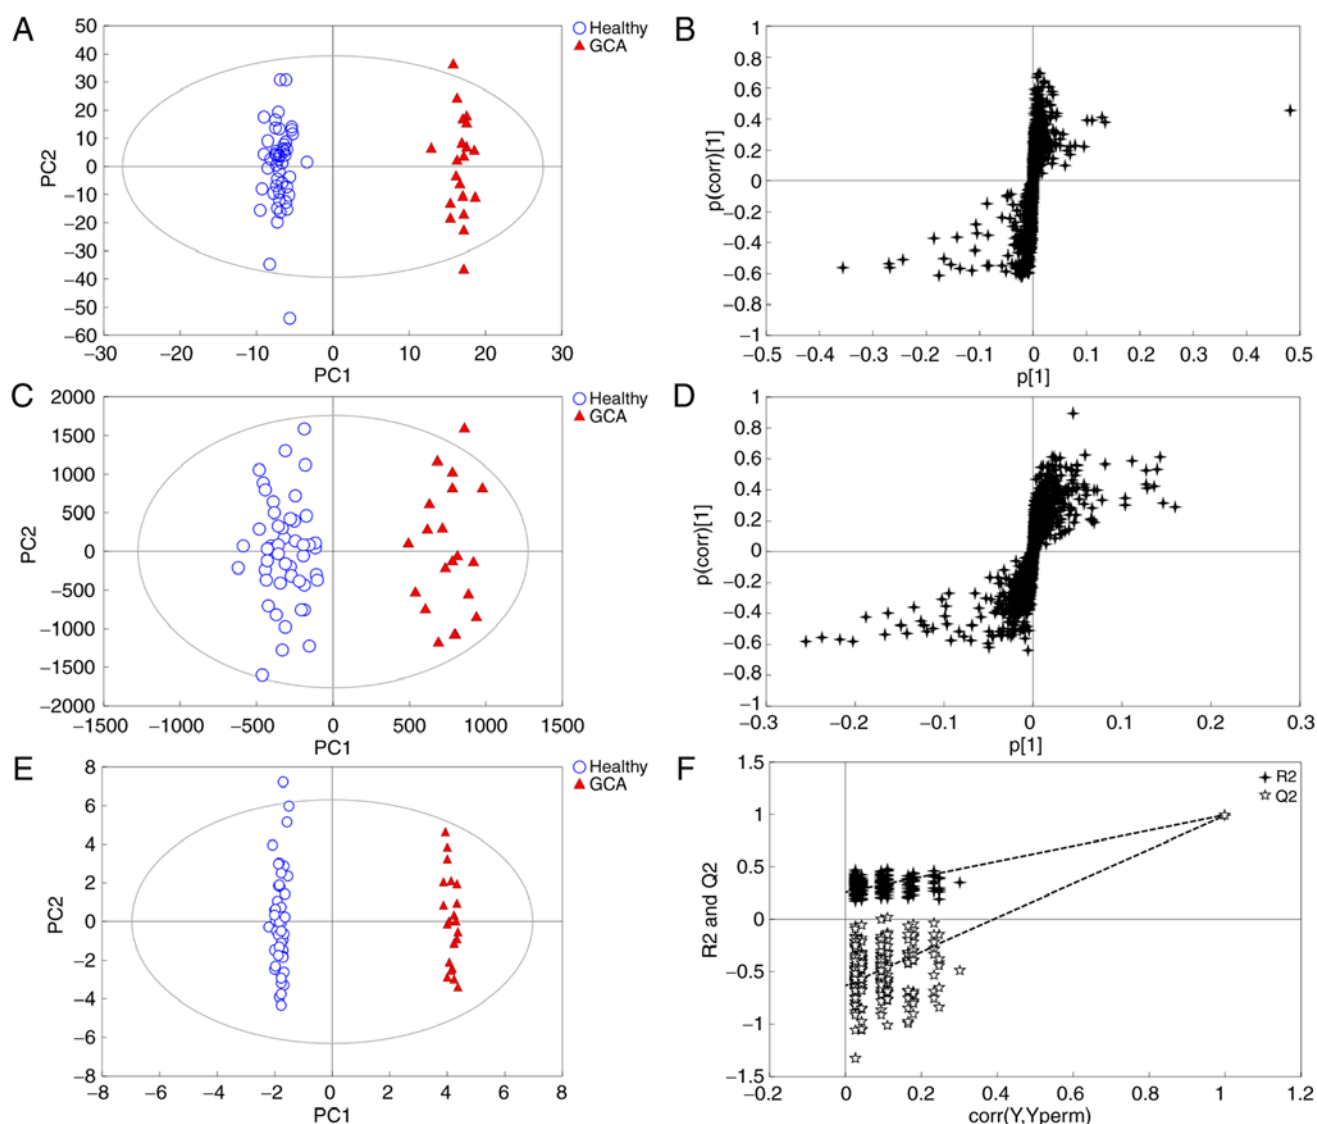 A
Healthy
GCA
50
40
30
20
10
0
−10
−20
−30
−40
−50
−60
PC2
−30 −20 −10 0 10 20 30
PC1
B
1
0.8
0.6
0.4
0.2
0
−0.2
−0.4
−0.6
−0.8
−1
p(corr)[1]
−0.5 −0.4 −0.3 −0.2 −0.1 0 0.1 0.2 0.3 0.4 0.5
p[1]
C
Healthy
GCA
2000
1500
1000
500
0
−500
−1000
−1500
−2000
PC2
−1500 −1000 −500 0 500 1000 1500
PC1
D
1
0.8
0.6
0.4
0.2
0
−0.2
−0.4
−0.6
−0.8
−1
p(corr)[1]
−0.3 −0.2 −0.1 0 0.1 0.2 0.3
p[1]
E
Healthy
GCA
8
6
4
2
0
−2
−4
−6
−8
PC2
−8 −6 −4 −2 0 2 4 6 8
PC1
F
R2
Q2
1.5
1
0.5
0
−0.5
−1
−1.5
R2 and Q2
−0.2 0 0.2 0.4 0.6 0.8 1 1.2
corr(Y,Yperm)